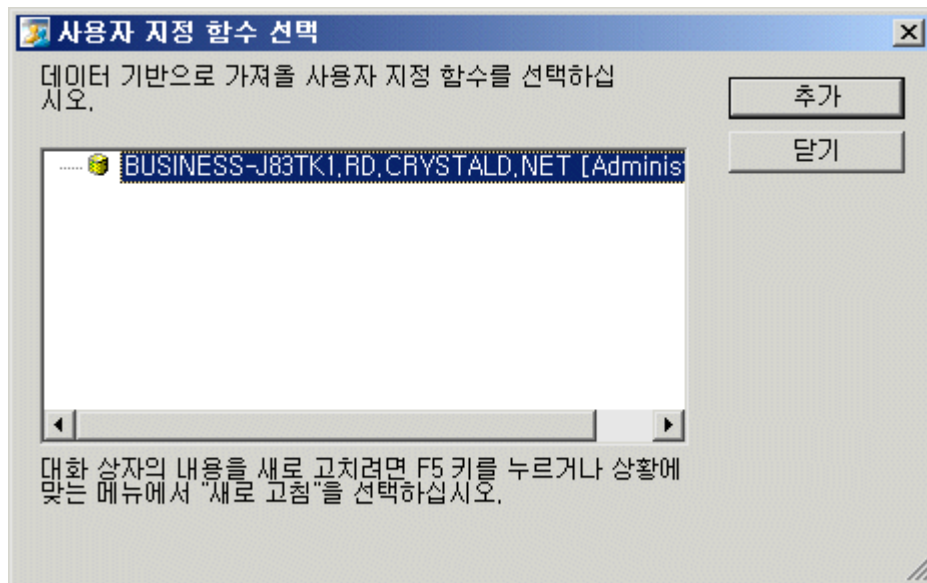 사용자 지정 함수 선택
데이터 기반으로 가져올 사용자 지정 함수를 선택하십
시오.
추가
닫기
BUSINESS-J83TK1.RD.CRYSTALD.NET [Adminis
대화 상자의 내용을 새로 고치려면 F5 키를 누르거나 상황에
맞는 메뉴에서 "새로 고침"을 선택하십시오.